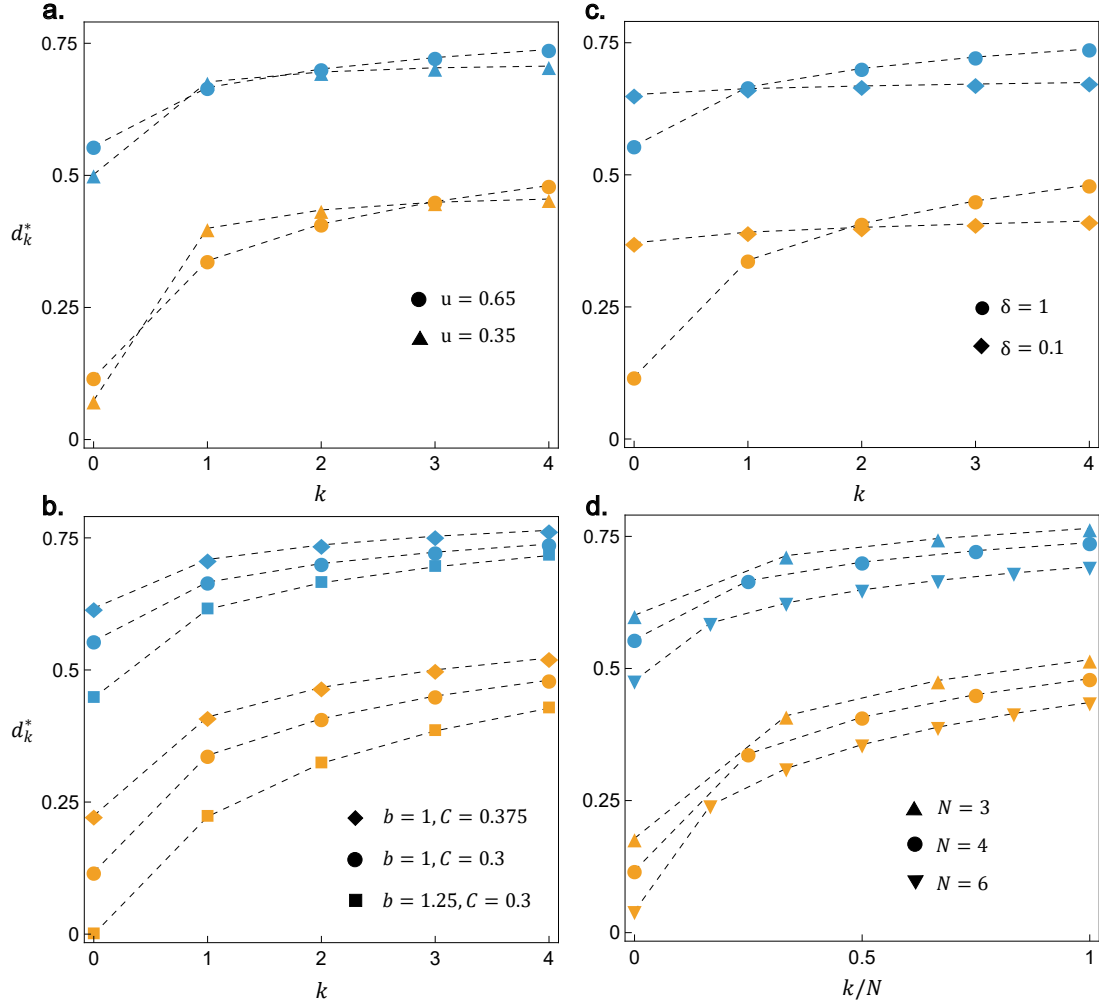 a.
0.75
0.5
d*k
0.25
0
u = 0.65
u = 0.35
0 1 2 3 4
k
c.
0.75
0.5
0.25
0
δ = 1
δ = 0.1
0 1 2 3 4
k
b.
0.75
0.5
d*k
0.25
0
b = 1, C = 0.375
b = 1, C = 0.3
b = 1.25, C = 0.3
0 1 2 3 4
k
d.
0.75
0.5
0.25
0
N = 3
N = 4
N = 6
0 0.5 1
k/N